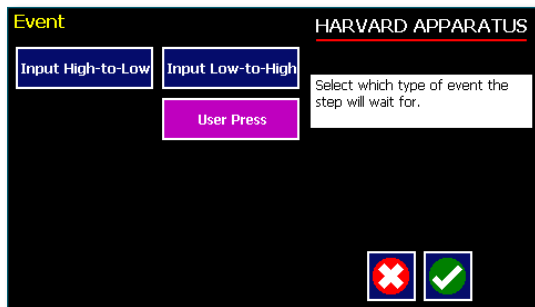 Event
HARVARD APPARATUS
Input High-to-Low
Input Low-to-High
Select which type of event the
step will wait for.
User Press